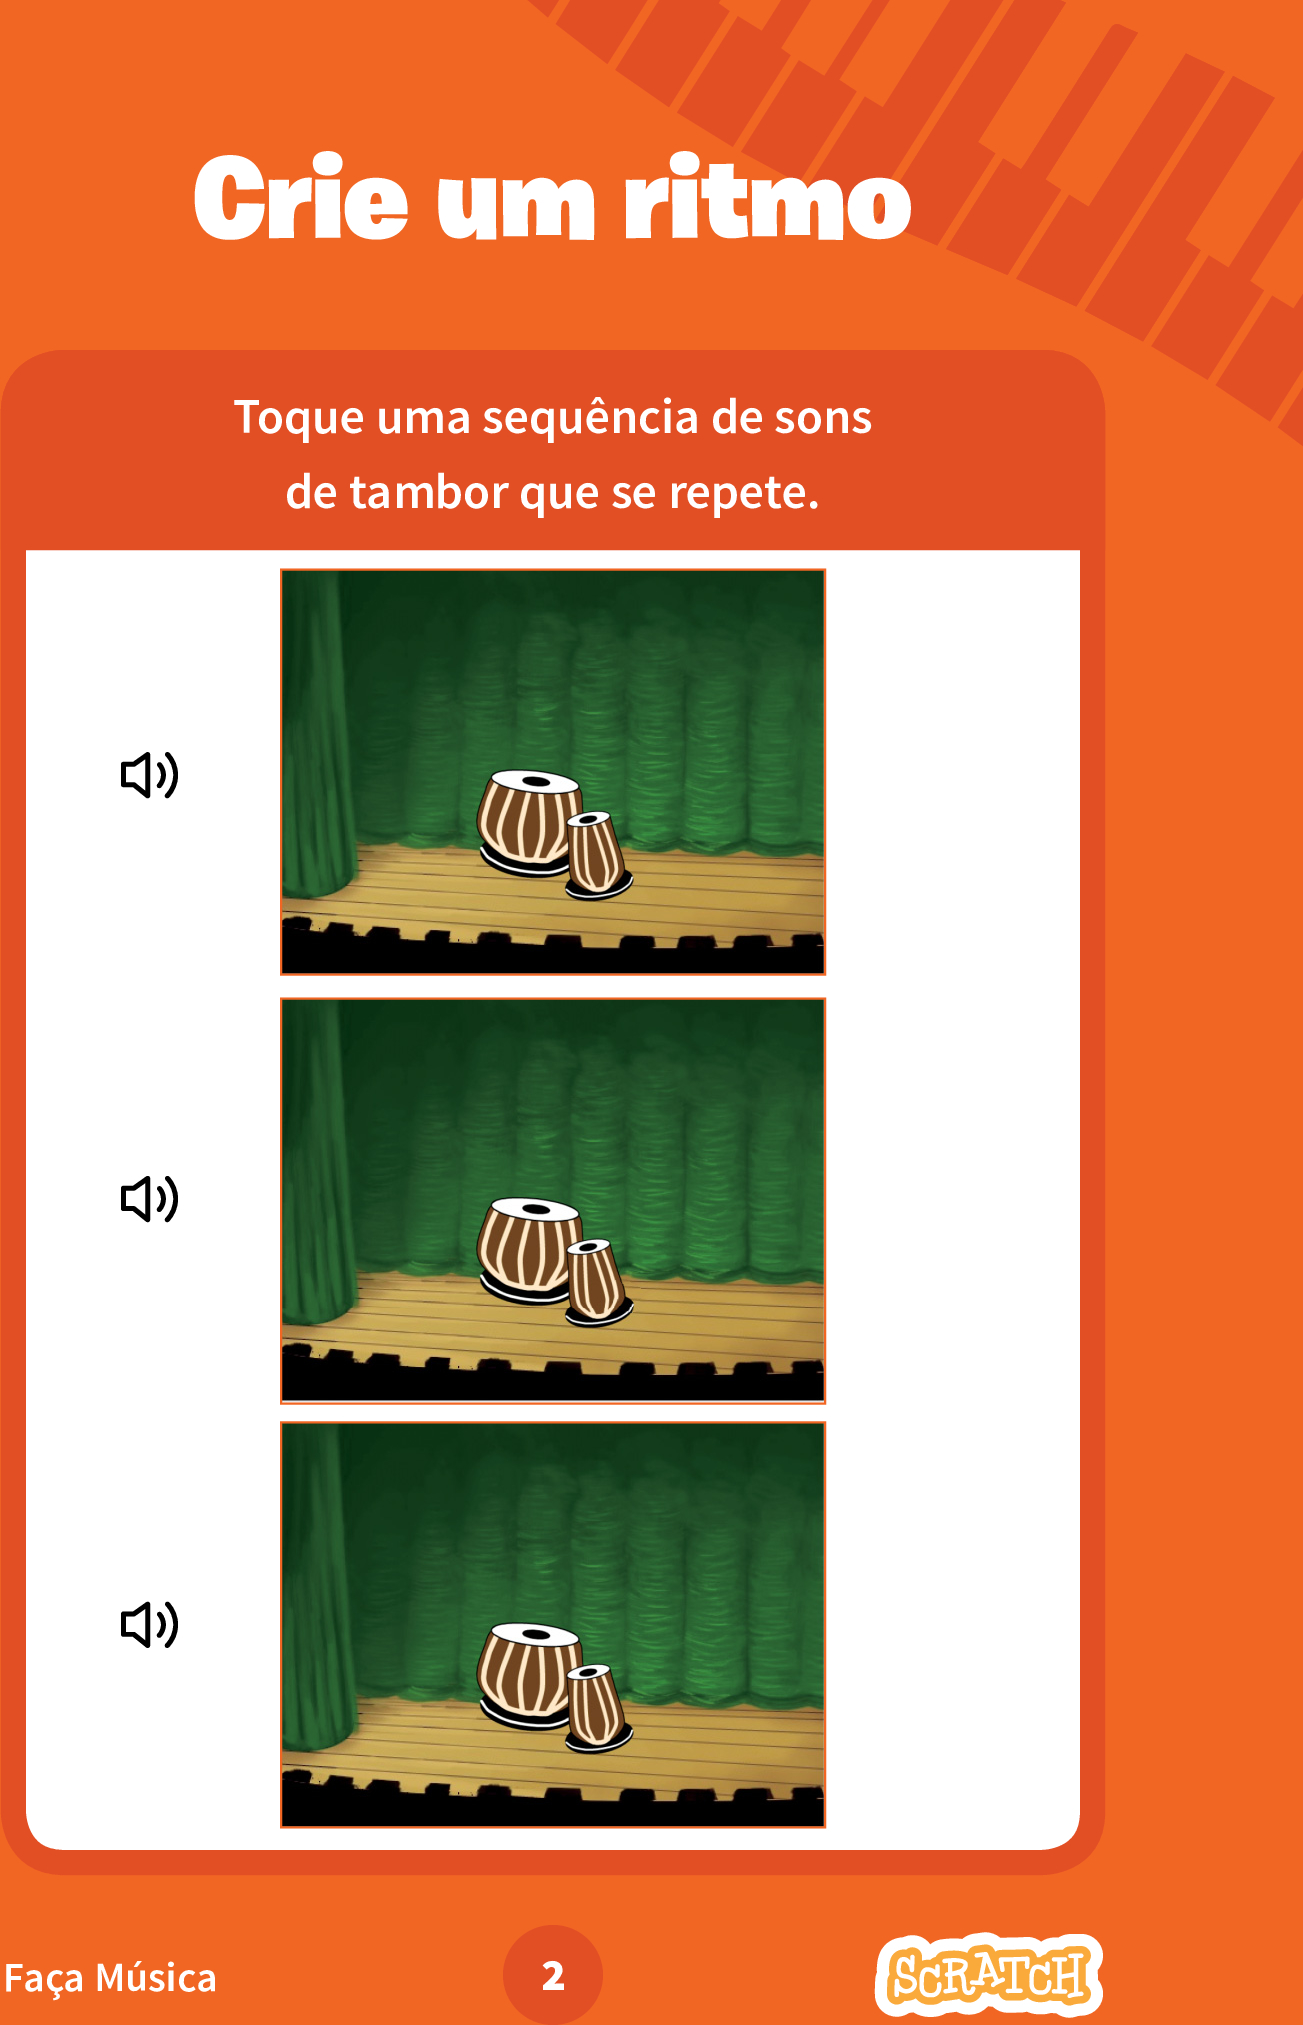 Crie um ritmo
Toque uma sequência de sons
de tambor que se repete.
Faça Música
2
SCRATCH